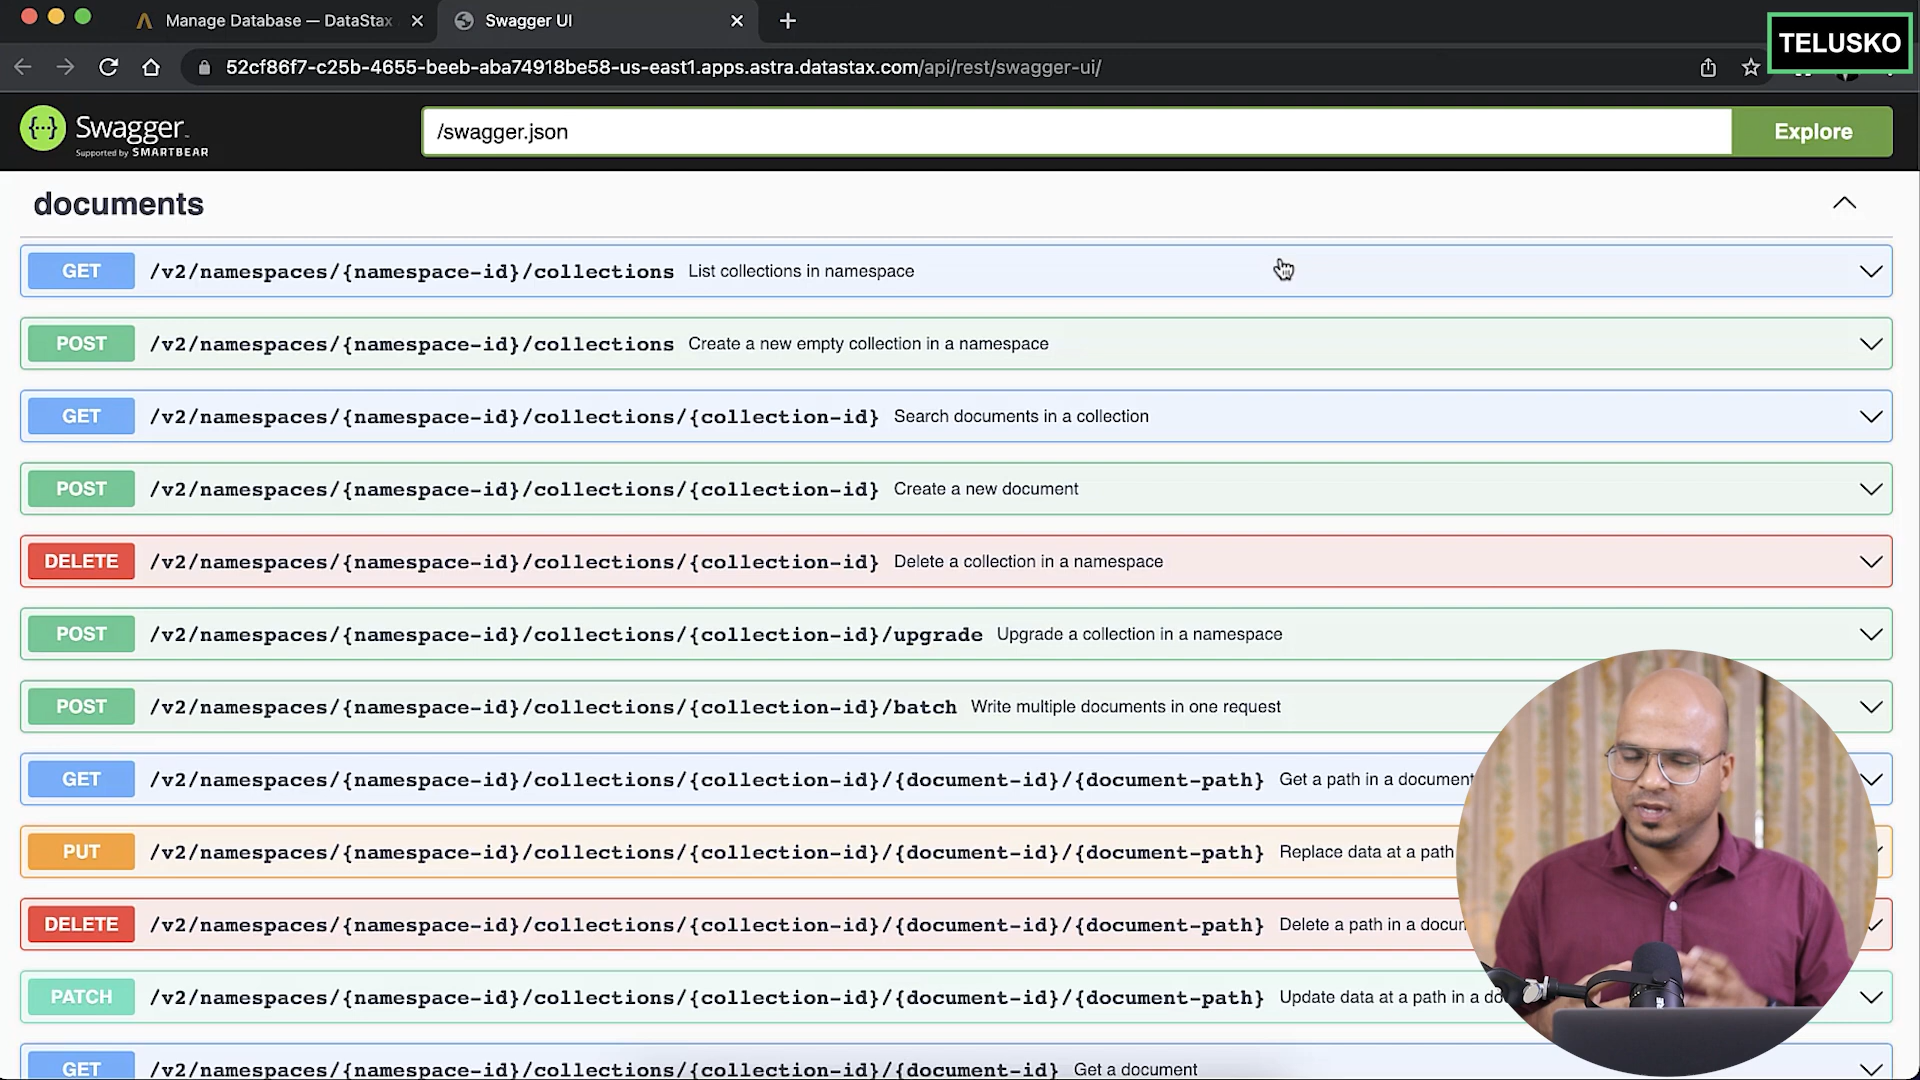 Manage Database — DataStax
Swagger UI
TELUSKO
52cf86f7-c25b-4655-beeb-aba74918be58-us-east1.apps.astra.datastax.com/api/rest/swagger-ui/
Swagger
Supported by SMARTBEAR
/swagger.json
Explore
documents
GET /v2/namespaces/{namespace-id}/collections List collections in namespace
POST /v2/namespaces/{namespace-id}/collections Create a new empty collection in a namespace
GET /v2/namespaces/{namespace-id}/collections/{collection-id} Search documents in a collection
POST /v2/namespaces/{namespace-id}/collections/{collection-id} Create a new document
DELETE /v2/namespaces/{namespace-id}/collections/{collection-id} Delete a collection in a namespace
POST /v2/namespaces/{namespace-id}/collections/{collection-id}/upgrade Upgrade a collection in a namespace
POST /v2/namespaces/{namespace-id}/collections/{collection-id}/batch Write multiple documents in one request
GET /v2/namespaces/{namespace-id}/collections/{collection-id}/{document-id}/{document-path} Get a path in a document
PUT /v2/namespaces/{namespace-id}/collections/{collection-id}/{document-id}/{document-path} Replace data at a path
DELETE /v2/namespaces/{namespace-id}/collections/{collection-id}/{document-id}/{document-path} Delete a path in a
PATCH /v2/namespaces/{namespace-id}/collections/{collection-id}/{document-id}/{document-path} Update data at a path in a
GET /v2/namespaces/{namespace-id}/collections/{collection-id}/{document-id} Get a document